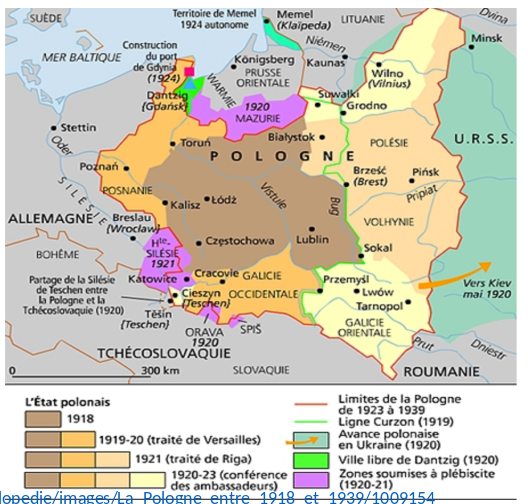 SUÈDE
Territoire de Memel
1924 autonome
Memel
(Klaipeda)
LITUANIE
Dvina
MER BALTIQUE
Construction
du port
de Gdynia
(1924)
Niémen
Königsberg
Kaunas
Minsk
PRUSSE
ORIENTALE
Wilno
(Vilnius)
Dantzig
(Gdańsk)
WARMIE
1920
MAZURIE
Suwalki
Grodno
Stettin
Białystok
U.R.S.S.
Oder
Toruń
POLOGNE
POLÉSIE
Poznań
POSNANIE
Brześć
(Brest)
Pińsk
Pripiat
SILÉSIE
Kalisz
Łódź
Vistule
Bug
VOLHYNIE
ALLEMAGNE
Breslau
(Wrocław)
Lublin
BOHÊME
Hte-
SILÉSIE
1921
Częstochowa
Sokal
Partage de la Silésie
de Teschen entre
la Pologne et la
Tchécoslovaquie (1920)
Katowice
Cracovie
GALICIE
OCCIDENTALE
Przemyśl
Lwów
Tarnopol
Vers Kiev
mai 1920
Cieszyn
(Teschen)
Tĕšín
(Teschen)
ORAVA
1920
SPIŠ
GALICIE
ORIENTALE
Prut
Dniestr
TCHÉCOSLOVAQUIE
SLOVAQUIE
ROUMANIE
0 300 km
L'État polonais
1918
1919-20 (traité de Versailles)
1921 (traité de Riga)
1920-23 (conférence
des ambassadeurs)
Limites de la Pologne
de 1923 à 1939
Ligne Curzon (1919)
Avance polonaise
en Ukraine (1920)
Ville libre de Dantzig (1920)
Zones soumises à plébiscite
(1920-21)
lopedie/images/La_Pologne_entre_1918_et_1939/1009154